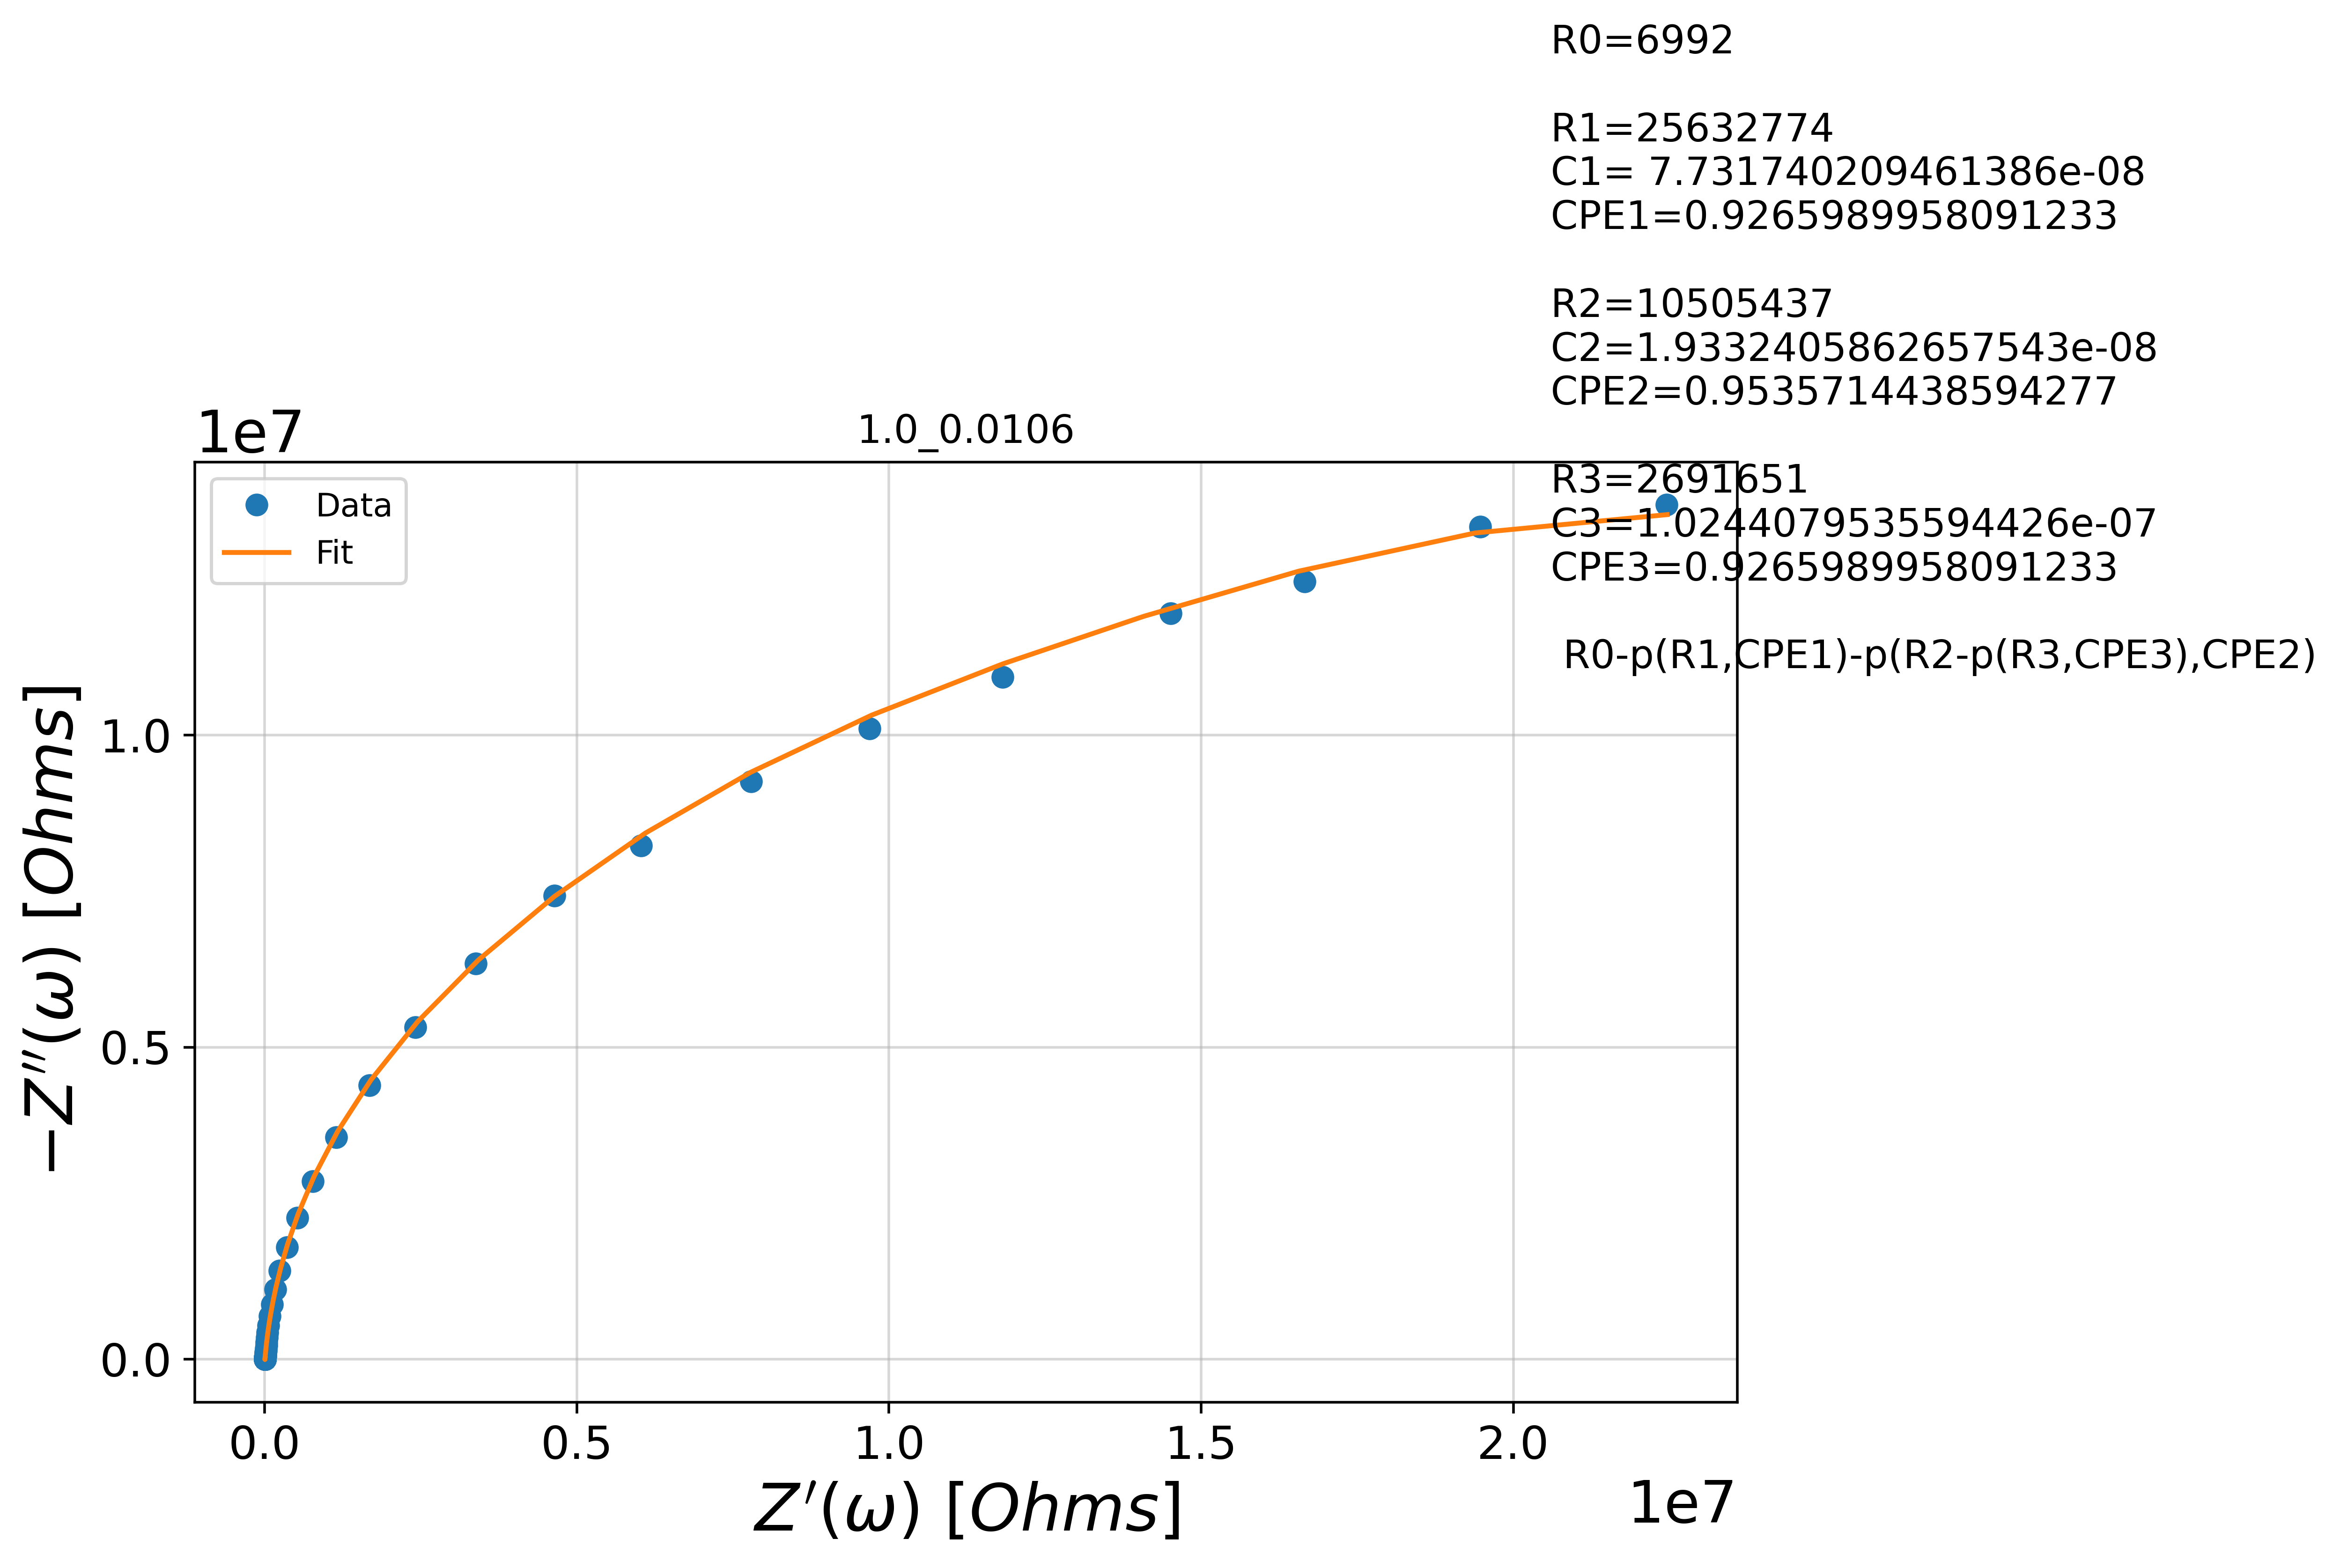 R0=6992
R1=25632774
C1= 7.731740209461386e-08
CPE1=0.9265989958091233
R2=10505437
C2=1.9332405862657543e-08
CPE2=0.9535714438594277
1e7
1.0_0.0106
R3=2691651
C3=1.0244079535594426e-07
CPE3=0.9265989958091233
R0-p(R1,CPE1)-p(R2-p(R3,CPE3),CPE2)
Data
Fit
−Z′′(ω) [Ohms]
1.0
0.5
0.0
0.0 0.5 1.0 1.5 2.0
Z′(ω) [Ohms]
1e7